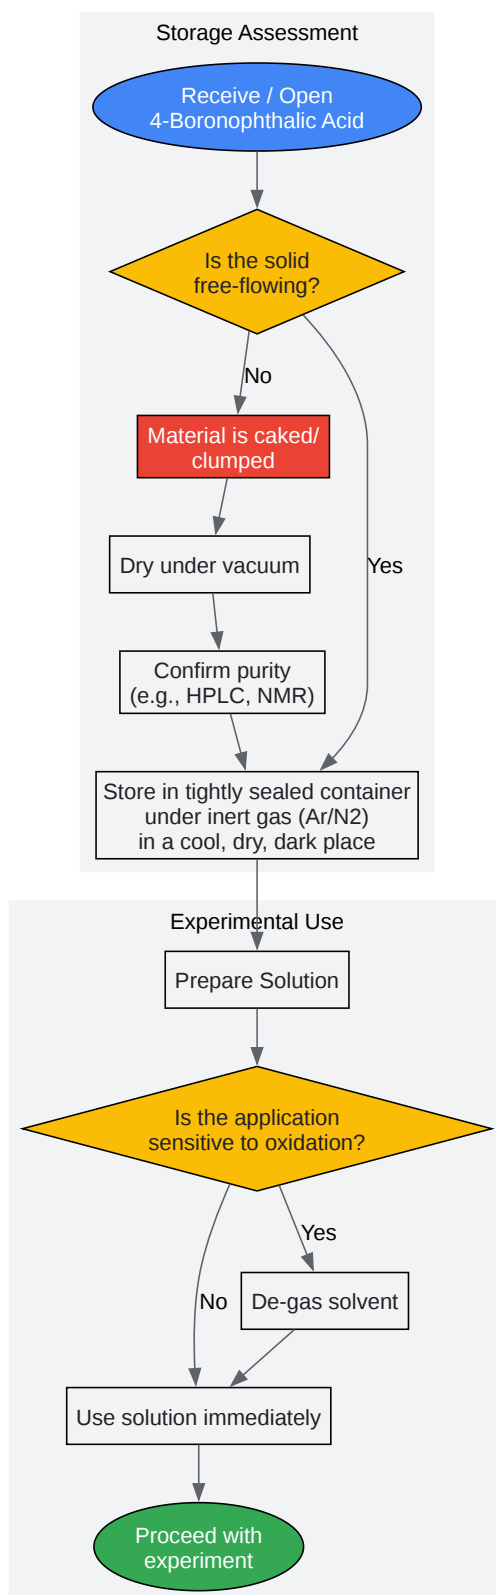 Storage Assessment
Receive / Open
4-Boronophthalic Acid
Is the solid
free-flowing?
No
Material is caked/
clumped
Dry under vacuum
Yes
Confirm purity
(e.g., HPLC, NMR)
Store in tightly sealed container
under inert gas (Ar/N2)
in a cool, dry, dark place
Experimental Use
Prepare Solution
Is the application
sensitive to oxidation?
Yes
No
De-gas solvent
Use solution immediately
Proceed with
experiment